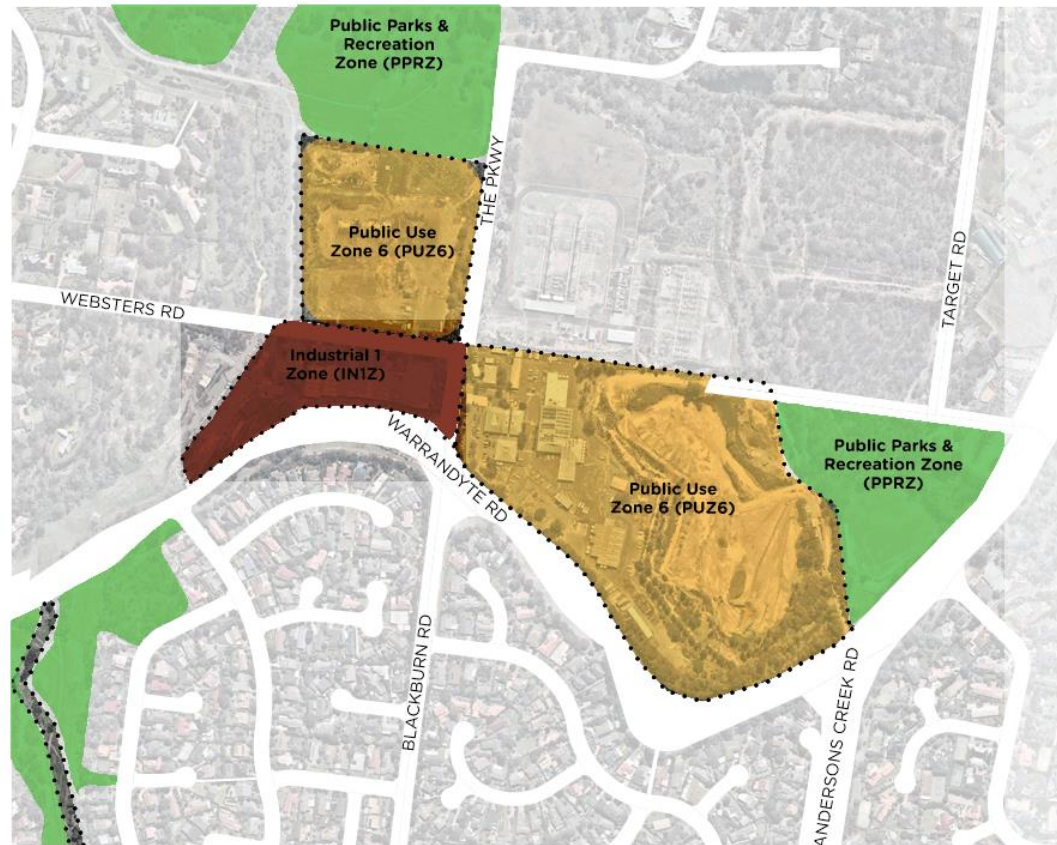 Public Parks &
Recreation
Zone (PPRZ)
THE PKWY
Public Use
Zone 6 (PUZ6)
TARGET RD
WEBSTERS RD
Industrial 1
Zone (IN1Z)
WARRANDYTE RD
Public Parks &
Recreation Zone
(PPRZ)
Public Use
Zone 6 (PUZ6)
BLACKBURN RD
ANDERSONS CREEK RD